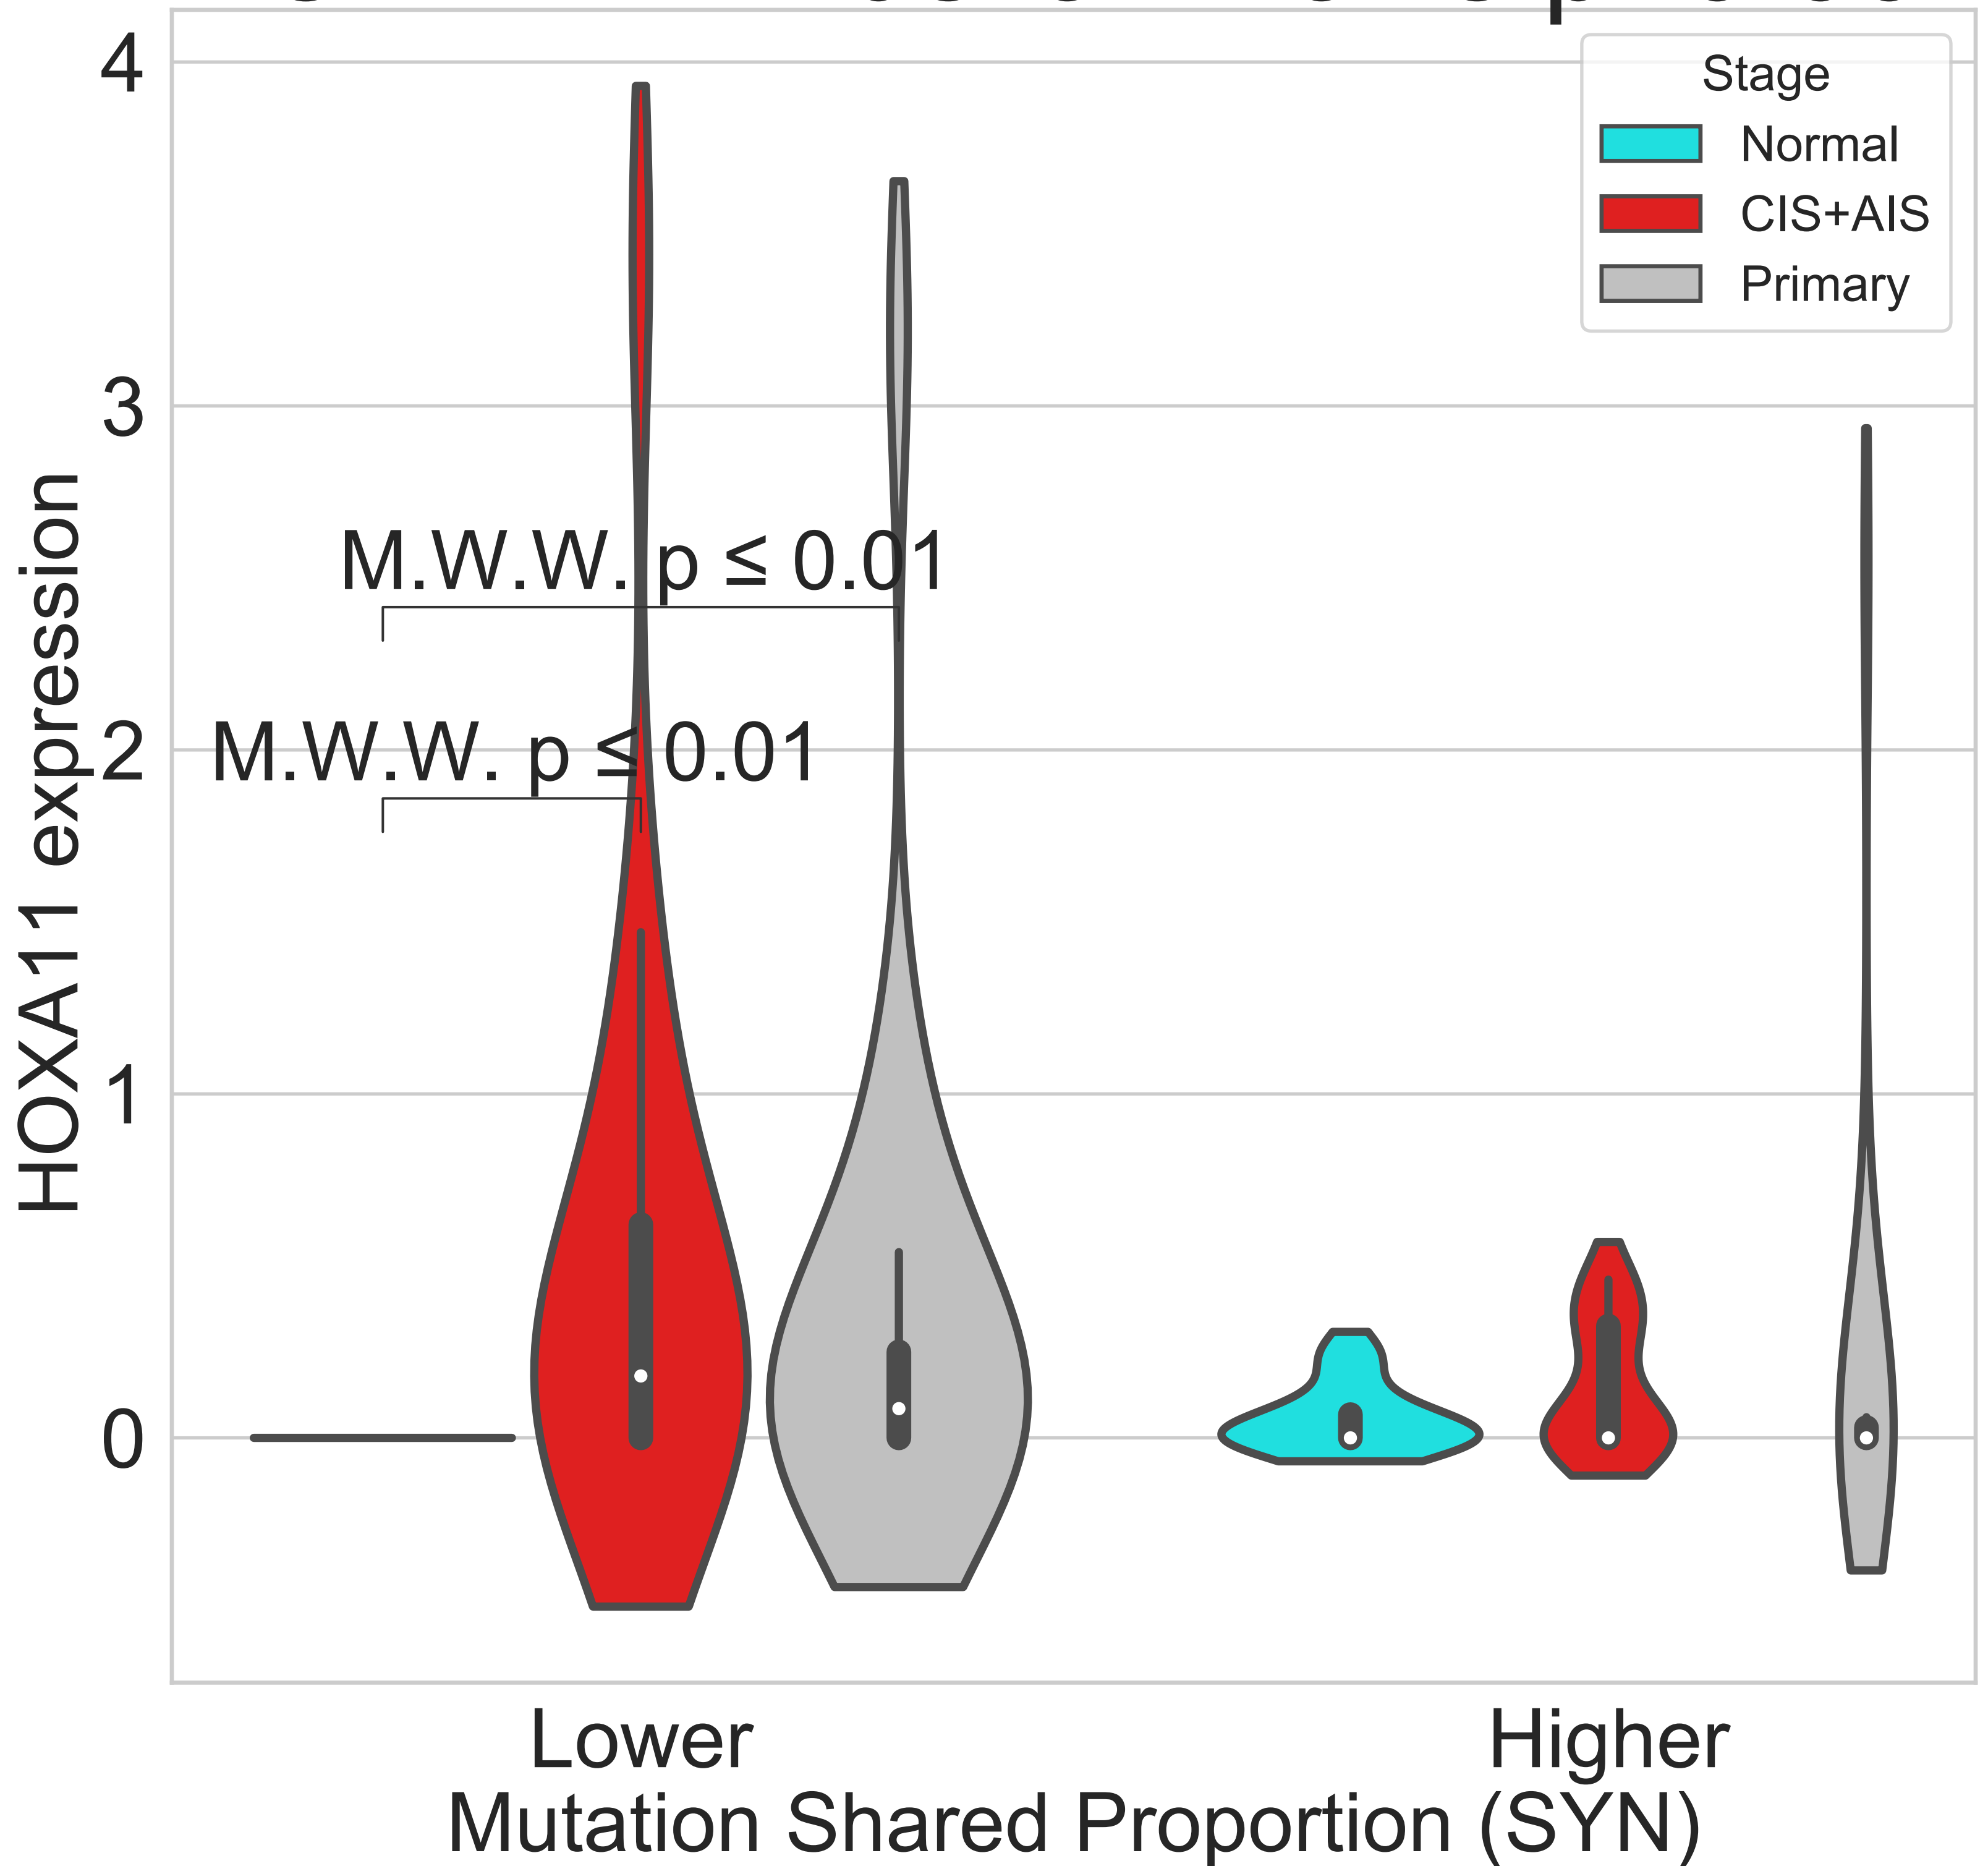 4
Stage
Normal
CIS+AIS
Primary
3
HOXA11 expression
M.W.W. p ≤ 0.01
2
M.W.W. p ≤ 0.01
1
0
Lower
Higher
Mutation Shared Proportion (SYN)